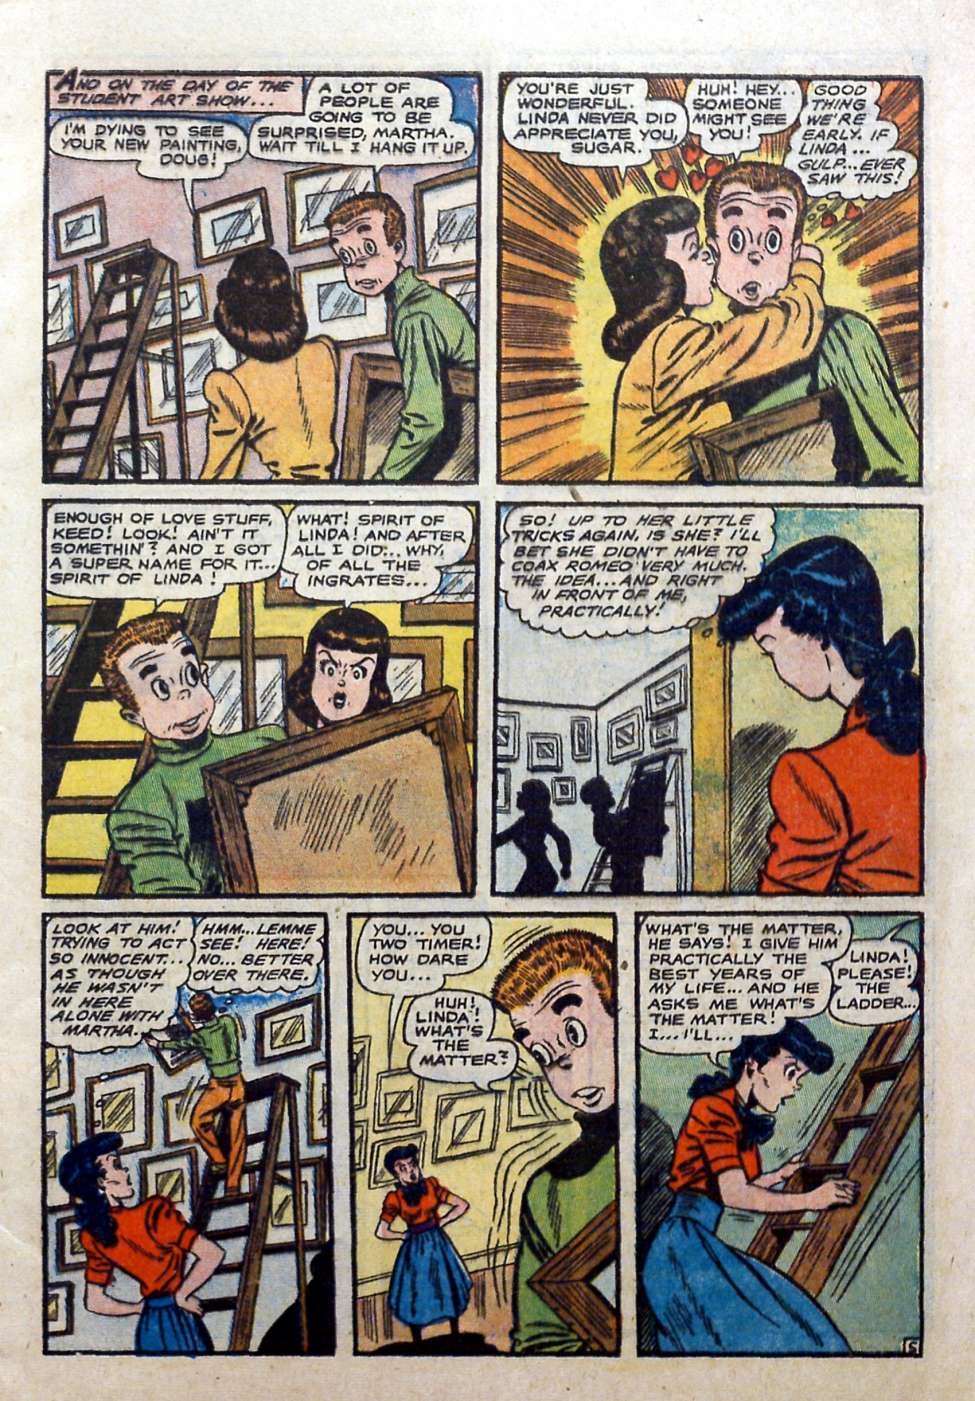 AND ON THE DAY OF THE
STUDENT ART SHOW...
I'M DYING TO SEE
YOUR NEW PAINTING,
DOUG!
A LOT OF
PEOPLE ARE
GOING TO BE
SURPRISED, MARTHA.
WAIT TILL I HANG IT UP.
YOU'RE JUST
WONDERFUL.
LINDA NEVER DID
APPRECIATE YOU,
SUGAR.
HUH! HEY...
SOMEONE
MIGHT SEE
YOU!
GOOD
THING
WE'RE
EARLY. IF
LINDA...
GULP...EVER
SAW THIS!
ENOUGH OF LOVE STUFF,
KEED! LOOK! AIN'T IT
SOMETHIN'? AND I GOT
A SUPER NAME FOR IT...
SPIRIT OF LINDA!
WHAT! SPIRIT OF
LINDA! AND AFTER
ALL I DID... WHY,
OF ALL THE
INGRATES...
SO! UP TO HER LITTLE
TRICKS AGAIN, IS SHE? I'LL
BET SHE DIDN'T HAVE TO
COAX ROMEO VERY MUCH.
THE IDEA...AND RIGHT
IN FRONT OF ME,
PRACTICALLY!
LOOK AT HIM!
TRYING TO ACT
SO INNOCENT...
AS THOUGH
HE WASN'T
IN HERE
ALONE WITH
MARTHA...
HMM...LEMME
SEE! HERE!
NO... BETTER
OVER THERE.
YOU... YOU
TWO TIMER!
HOW DARE
YOU...
HUH!
LINDA!
WHAT'S
THE
MATTER?
WHAT'S THE MATTER,
HE SAYS! I GIVE HIM
PRACTICALLY THE
BEST YEARS OF
MY LIFE... AND HE
ASKS ME WHAT'S
THE MATTER!
I... I'LL...
LINDA!
PLEASE!
THE
LADDER...
5